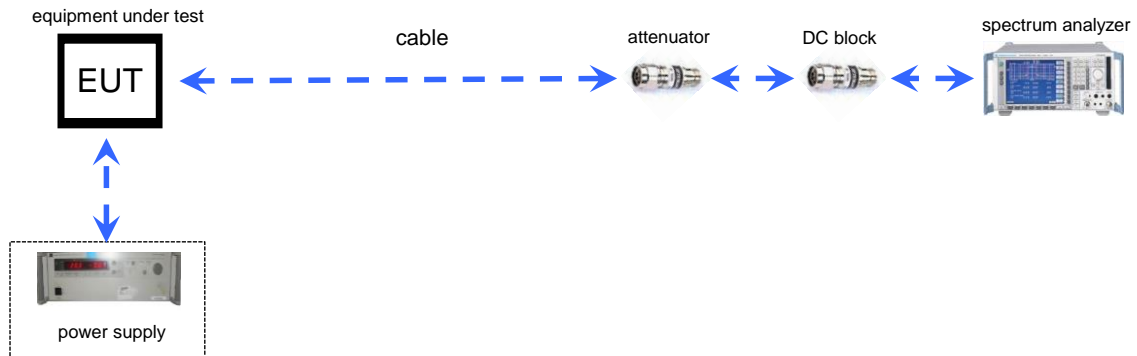 equipment under test
EUT
cable
attenuator
DC block
spectrum analyzer
power supply